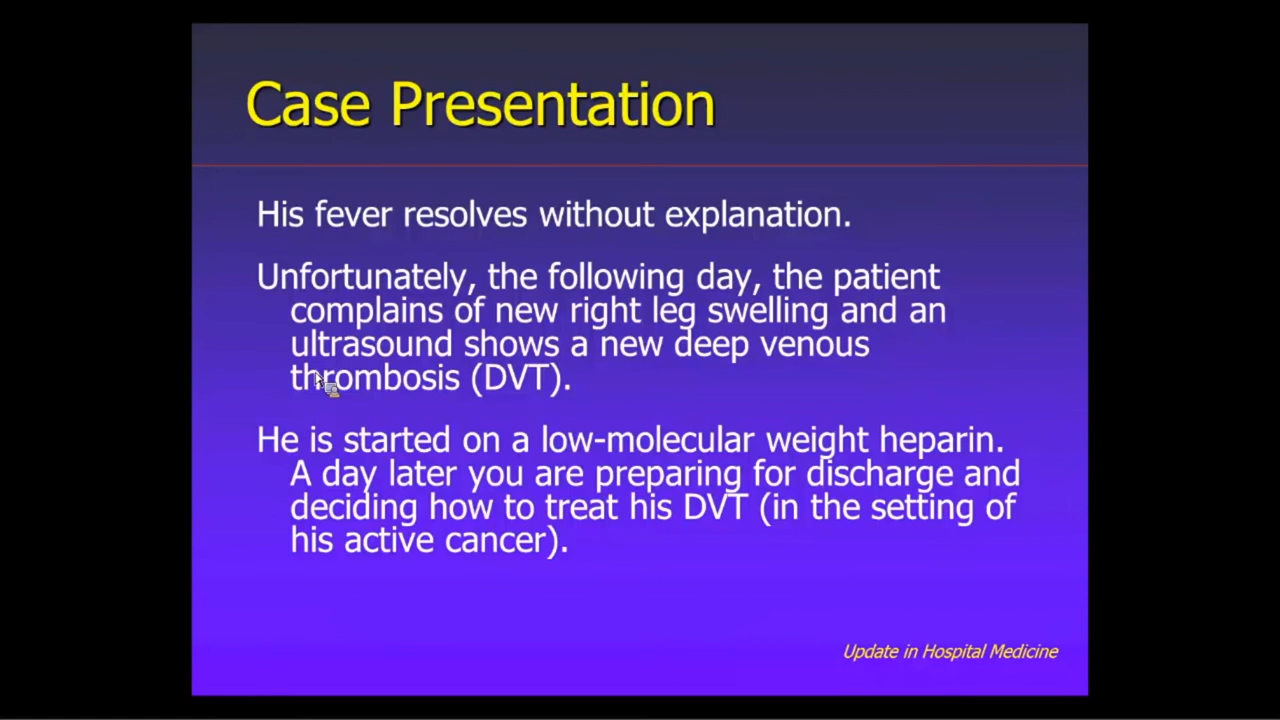 Case Presentation
His fever resolves without explanation.
Unfortunately, the following day, the patient
complains of new right leg swelling and an
ultrasound shows a new deep venous
thrombosis (DVT).
He is started on a low-molecular weight heparin.
A day later you are preparing for discharge and
deciding how to treat his DVT (in the setting of
his active cancer).
Update in Hospital Medicine